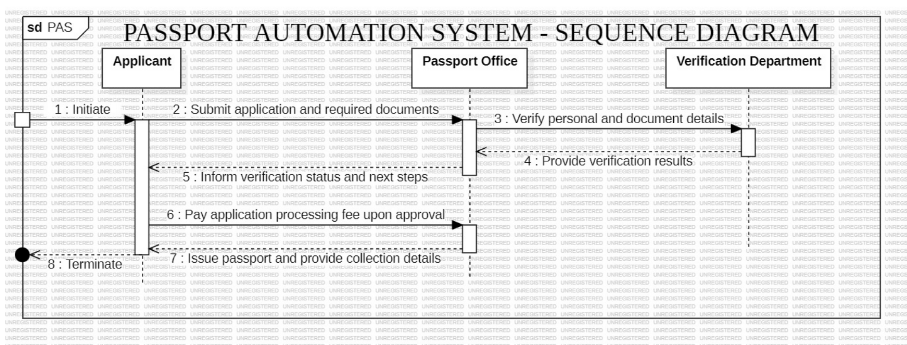 sd PAS
PASSPORT AUTOMATION SYSTEM - SEQUENCE DIAGRAM
Applicant
Passport Office
Verification Department
1 : Initiate
2 : Submit application and required documents
3 : Verify personal and document details
4 : Provide verification results
5 : Inform verification status and next steps
6 : Pay application processing fee upon approval
7 : Issue passport and provide collection details
8 : Terminate
UNREGISTERED